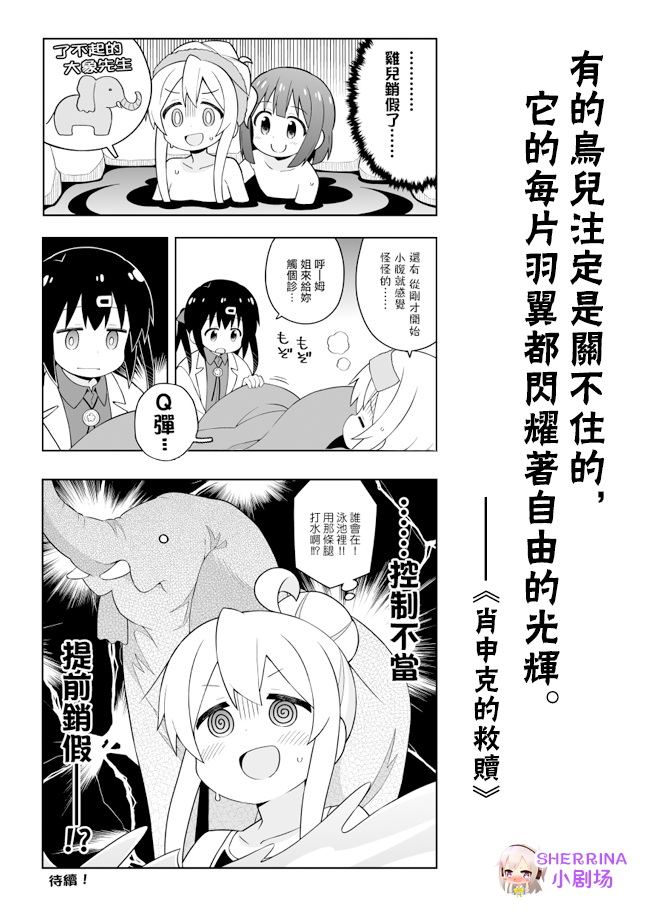 有的鳥兒注定是關不住的，
它的每片羽翼都閃耀著自由的光輝。
——《肖申克的救贖》
…………
雞兒銷假了……
了不起的
大象先生
還有 從剛才開始
小腹就感覺
怪怪的……
呼—姆
姐來給妳
觸個診…
もぞ
もぞ
Q彈…
誰會在！
泳池裡!!
用那條腿
打水啊!!?
……控制不當
提前銷假——!?
待續！
SHERRINA
小剧场